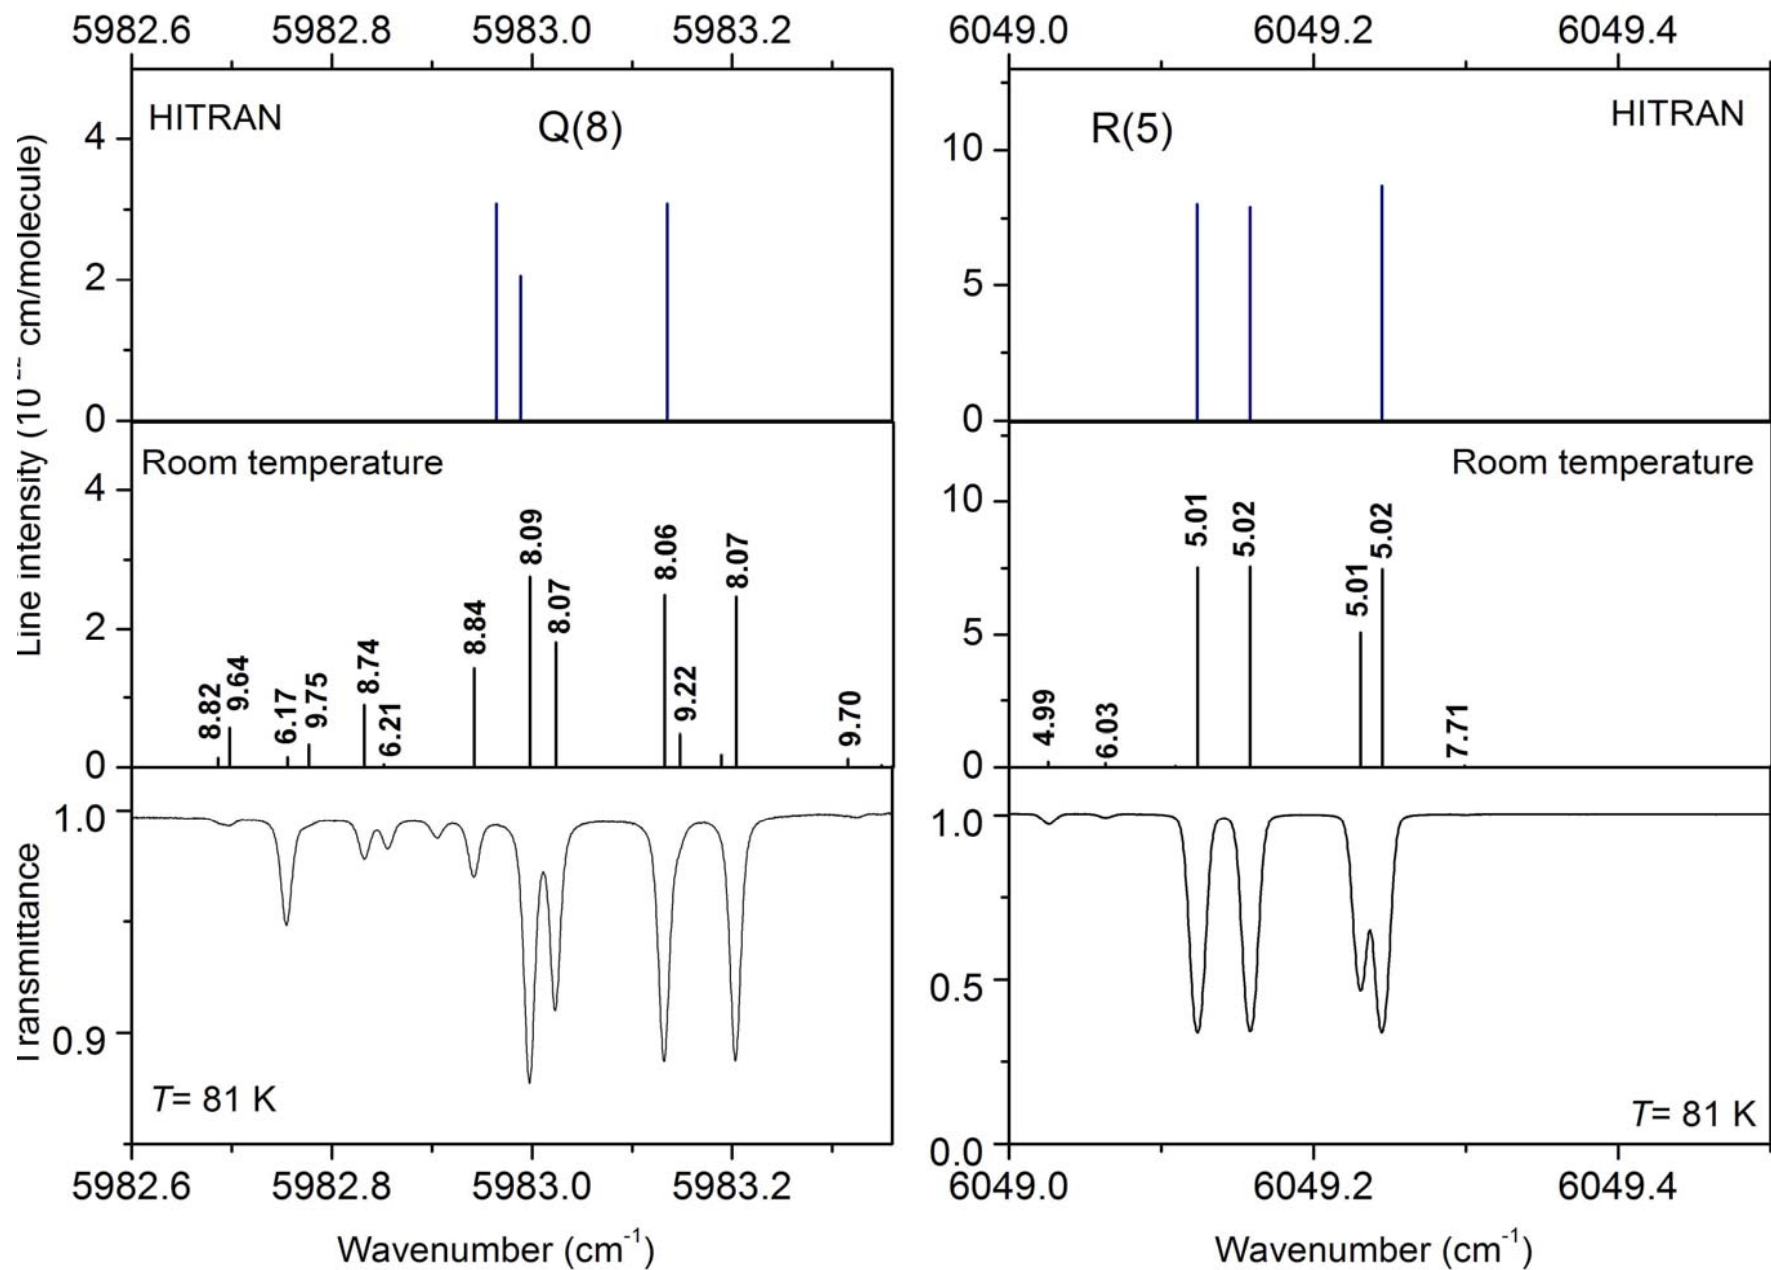 5982.6 5982.8 5983.0 5983.2 6049.0 6049.2 6049.4
HITRAN
Q(8)
R(5)
HITRAN
4
2
0
10
5
0
Line intensity (10 cm/molecule)
Room temperature
Room temperature
4
2
0
8.82
9.64
6.17
9.75
8.74
6.21
8.84
8.09
8.07
8.06
9.22
8.07
9.70
10
5
0
4.99
6.03
5.01
5.02
5.01
5.02
7.71
Transmittance
1.0
0.9
T= 81 K
1.0
0.5
0.0
T= 81 K
5982.6 5982.8 5983.0 5983.2 6049.0 6049.2 6049.4
Wavenumber (cm⁻¹) Wavenumber (cm⁻¹)